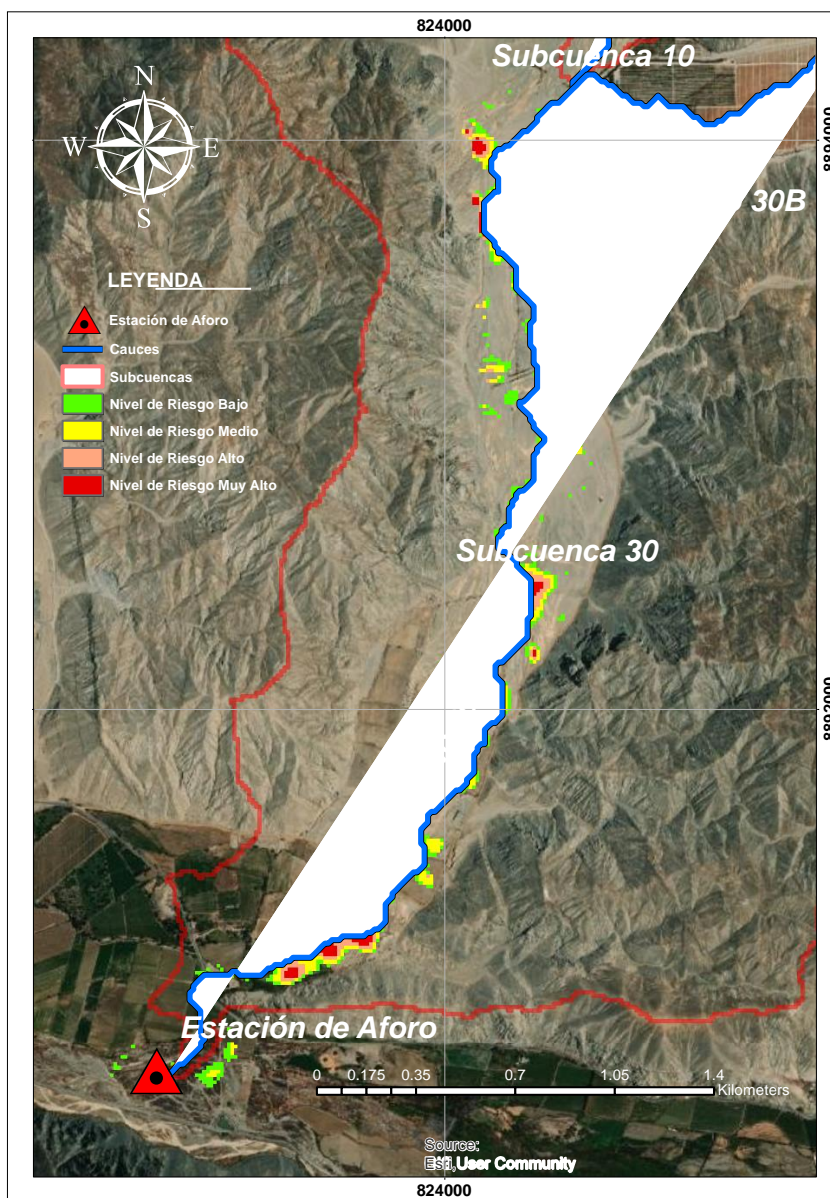 824000
Subcuenca 10
N
W E
S
8894000
30B
LEYENDA
Estación de Aforo
Cauces
Subcuencas
Nivel de Riesgo Bajo
Nivel de Riesgo Medio
Nivel de Riesgo Alto
Nivel de Riesgo Muy Alto
Subcuenca 30
8892000
Estación de Aforo
0 0.175 0.35 0.7 1.05 1.4
Kilometers
Source:
Esri, User Community
824000